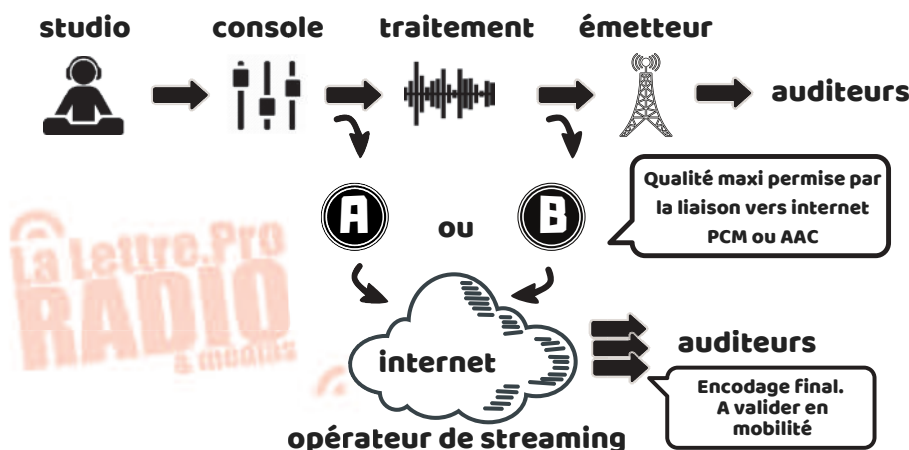 studio console traitement émetteur
auditeurs
A ou B
Qualité maxi permise par
la liaison vers internet
PCM ou AAC
La Lettre.Pro
RADIO
& médias
internet
auditeurs
Encodage final.
A valider en
mobilité
opérateur de streaming